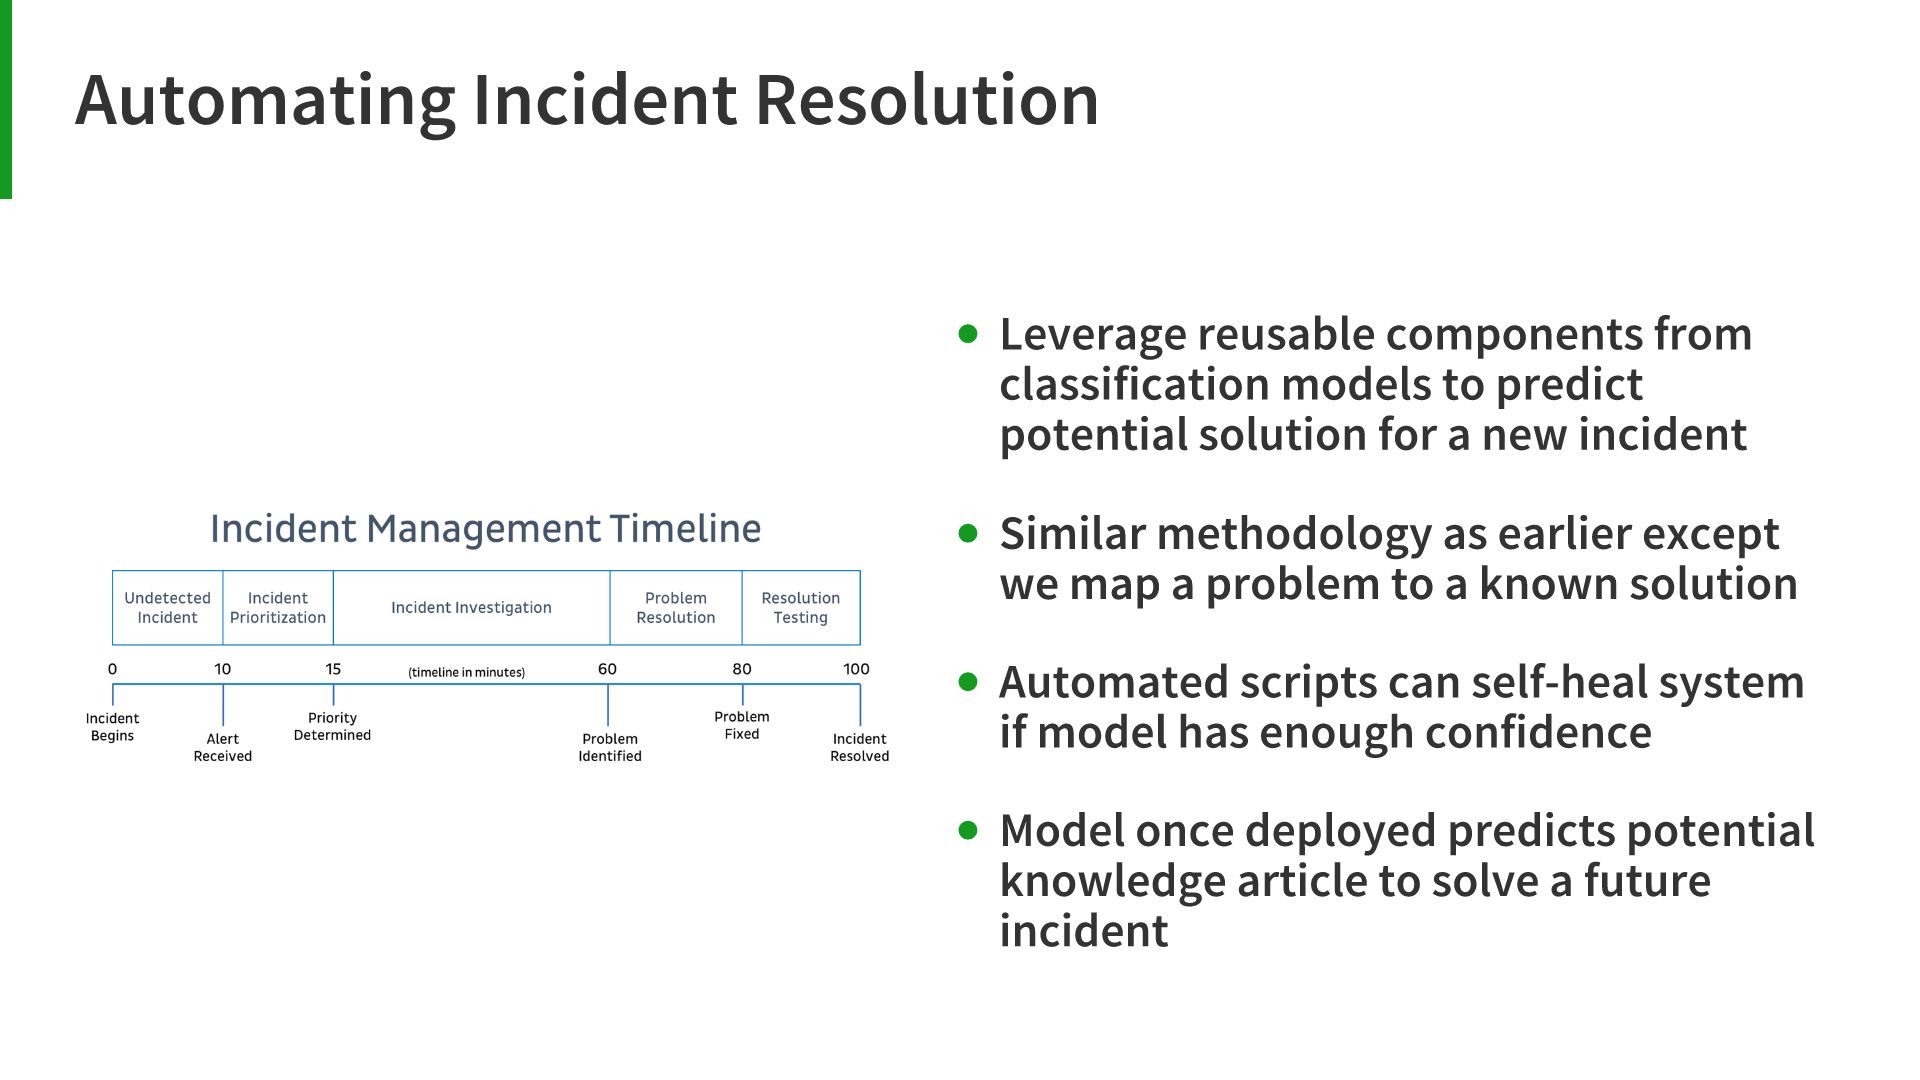 Automating Incident Resolution
Incident Management Timeline
Undetected
Incident
Incident
Prioritization
Incident Investigation
Problem
Resolution
Resolution
Testing
0
10
15
(timeline in minutes)
60
80
100
Incident
Begins
Alert
Received
Priority
Determined
Problem
Identified
Problem
Fixed
Incident
Resolved
Leverage reusable components from
classification models to predict
potential solution for a new incident
Similar methodology as earlier except
we map a problem to a known solution
Automated scripts can self-heal system
if model has enough confidence
Model once deployed predicts potential
knowledge article to solve a future
incident